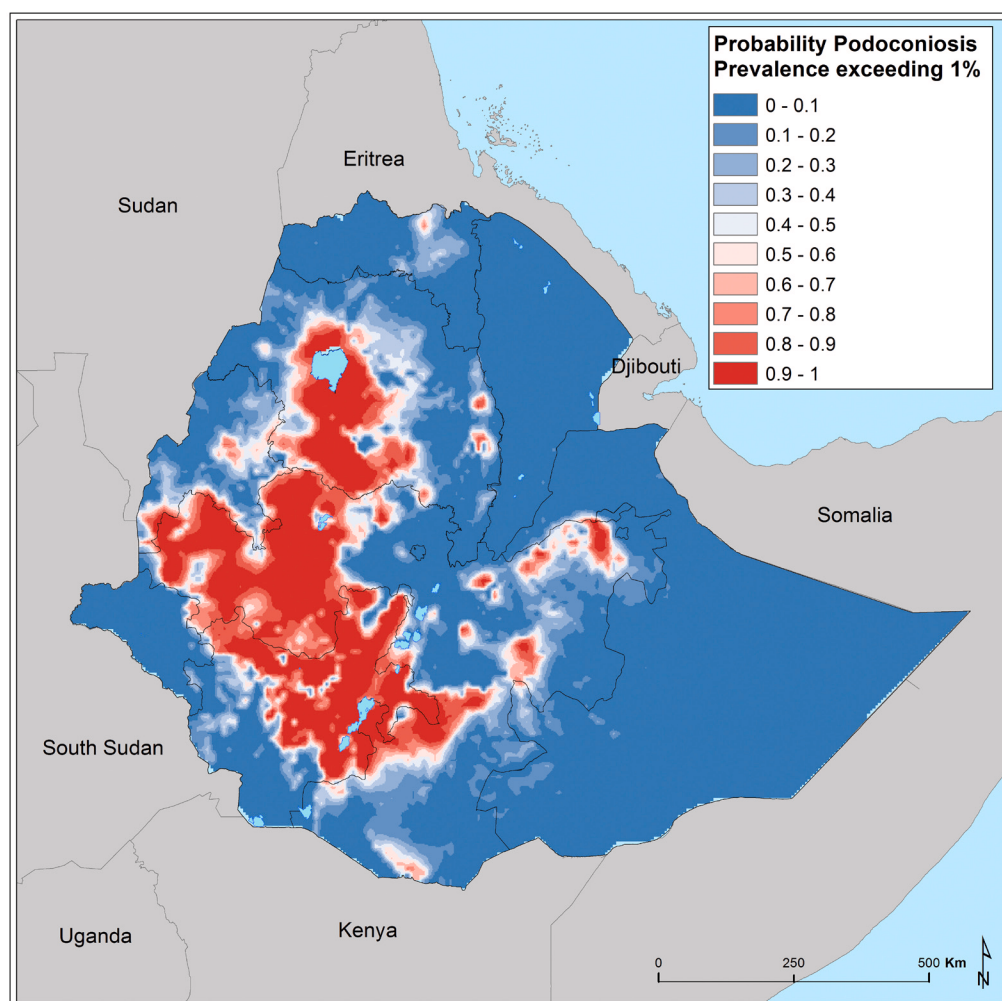 Probability Podoconiosis
Prevalence exceeding 1%
0 - 0.1
0.1 - 0.2
0.2 - 0.3
0.3 - 0.4
0.4 - 0.5
0.5 - 0.6
0.6 - 0.7
0.7 - 0.8
0.8 - 0.9
0.9 - 1
Eritrea
Sudan
Djibouti
Somalia
South Sudan
Uganda
Kenya
0 250 500 Km
N